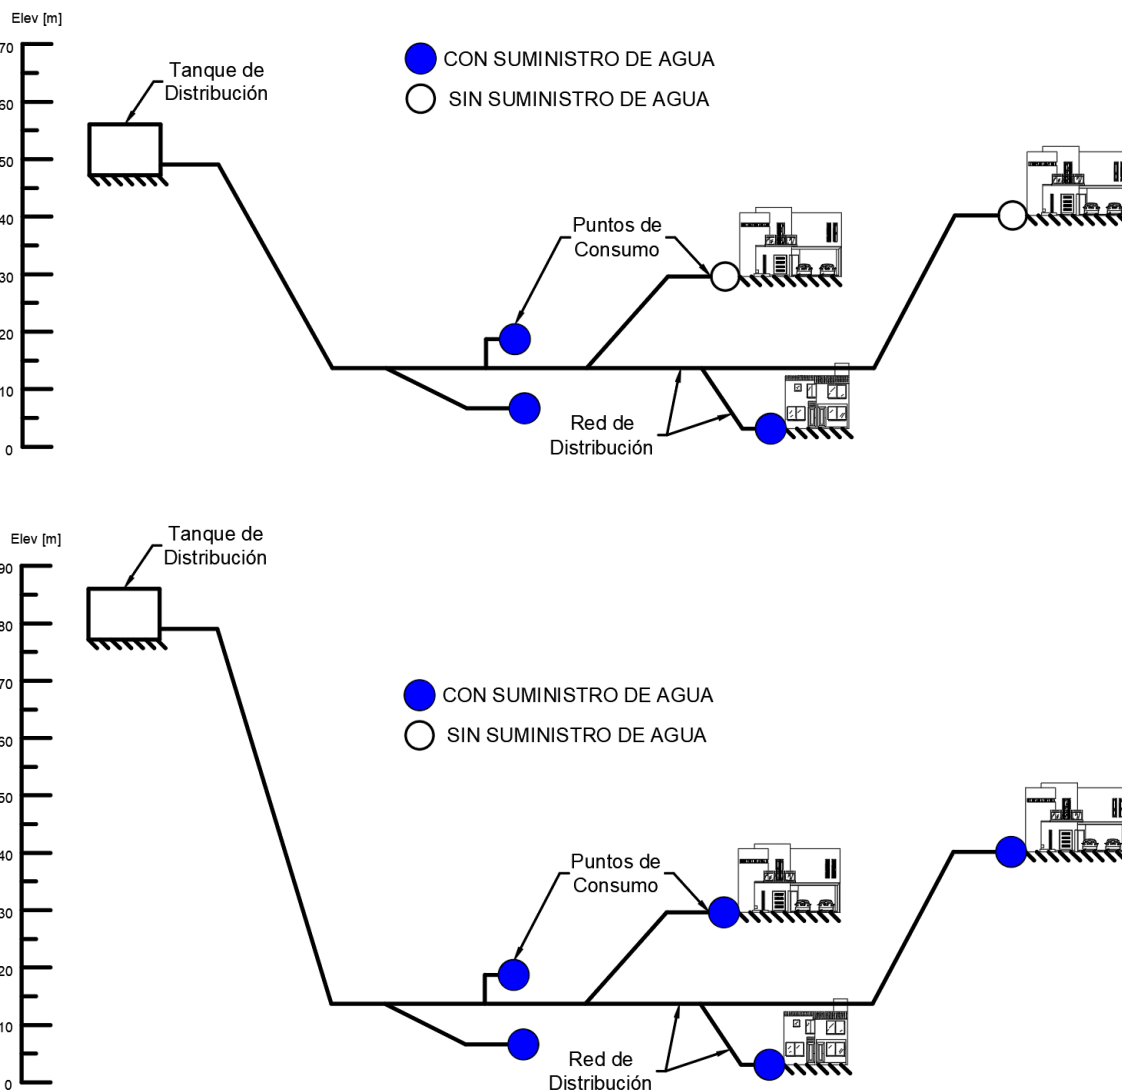 Elev [m]
70
60
50
40
30
20
10
0
Tanque de
Distribución
CON SUMINISTRO DE AGUA
SIN SUMINISTRO DE AGUA
Puntos de
Consumo
Red de
Distribución
Elev [m]
90
80
70
60
50
40
30
20
10
0
Tanque de
Distribución
CON SUMINISTRO DE AGUA
SIN SUMINISTRO DE AGUA
Puntos de
Consumo
Red de
Distribución